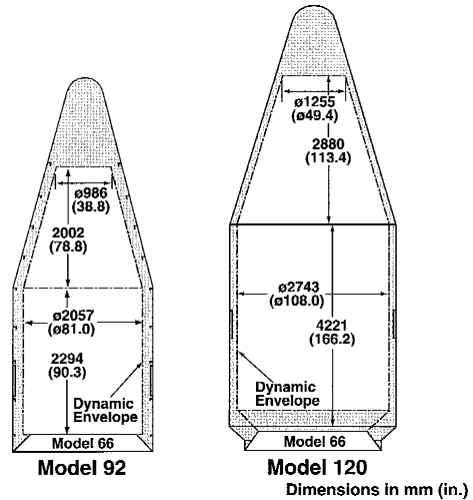 ø986
(38.8)
2002
(78.8)
ø2057
(ø81.0)
2294
(90.3)
Dynamic
Envelope
Model 66
Model 92
ø1255
(ø49.4)
2880
(113.4)
ø2743
(ø108.0)
4221
(166.2)
Dynamic
Envelope
Model 66
Model 120
Dimensions in mm (in.)